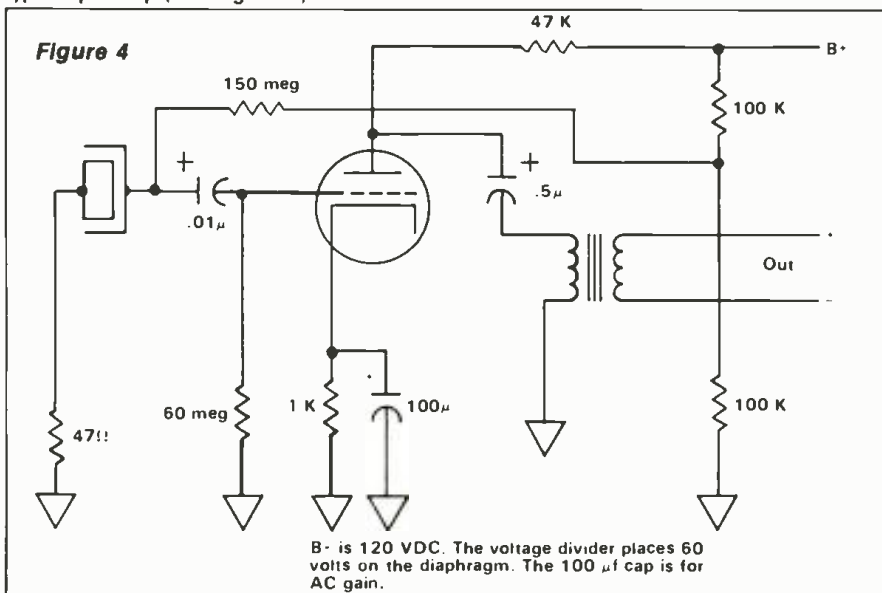 47 K
Figure 4
B+
150 meg
100 K
+
+
.01μ
.5μ
Out
60 meg
1 K
100μ
100 K
47Ω
B- is 120 VDC. The voltage divider places 60
volts on the diaphragm. The 100 μf cap is for
AC gain.